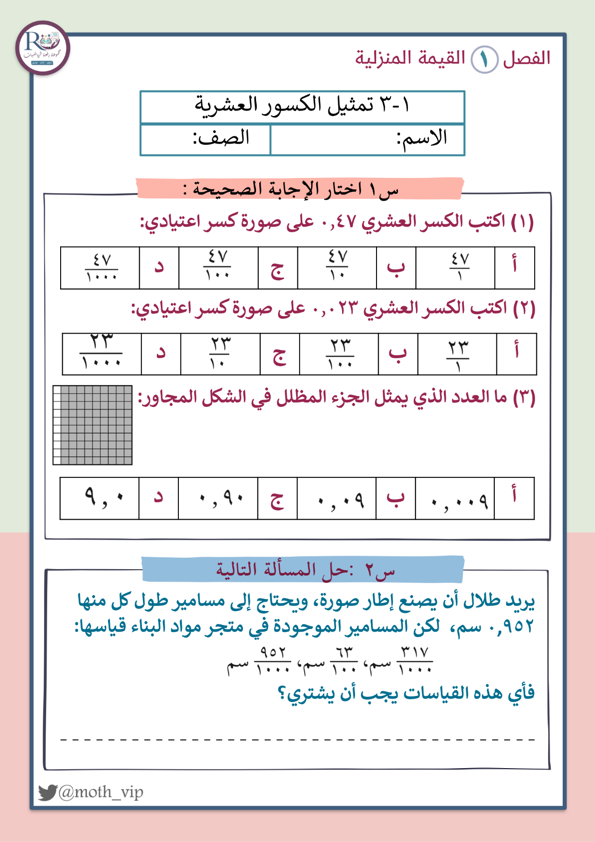 الفصل ١ القيمة المنزلية
١-٣ تمثيل الكسور العشرية
الاسم: الصف:
س١ اختار الإجابة الصحيحة :
(١) اكتب الكسر العشري ٠,٤٧ على صورة كسر اعتيادي:
أ ٤٧/١ ب ٤٧/١٠ ج ٤٧/١٠٠ د ٤٧/١٠٠٠
(٢) اكتب الكسر العشري ٠,٠٢٣ على صورة كسر اعتيادي:
أ ٢٣/١ ب ٢٣/١٠٠ ج ٢٣/١٠ د ٢٣/١٠٠٠
(٣) ما العدد الذي يمثل الجزء المظلل في الشكل المجاور:
أ ٠,٠٠٩ ب ٠,٠٩ ج ٠,٩٠ د ٩,٠
س٢ :حل المسألة التالية
يريد طلال أن يصنع إطار صورة، ويحتاج إلى مسامير طول كل منها
٠,٩٥٢ سم، لكن المسامير الموجودة في متجر مواد البناء قياسها:
٣١٧/١٠٠٠ سم، ٦٣/١٠٠ سم، ٩٥٢/١٠٠٠ سم
فأي هذه القياسات يجب أن يشتري؟
@moth_vip